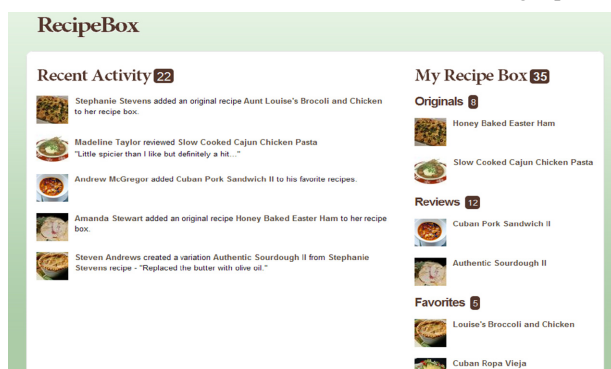 RecipeBox
Recent Activity 22
Stephanie Stevens added an original recipe Aunt Louise's Brocoli and Chicken
to her recipe box.
Madeline Taylor reviewed Slow Cooked Cajun Chicken Pasta
"Little spicier than I like but definitely a hit..."
Andrew McGregor added Cuban Pork Sandwich II to his favorite recipes.
Amanda Stewart added an original recipe Honey Baked Easter Ham to her recipe
box.
Steven Andrews created a variation Authentic Sourdough II from Stephanie
Stevens recipe - "Replaced the butter with olive oil."
My Recipe Box 35
Originals 8
Honey Baked Easter Ham
Slow Cooked Cajun Chicken Pasta
Reviews 12
Cuban Pork Sandwich II
Authentic Sourdough II
Favorites 5
Louise's Broccoli and Chicken
Cuban Ropa Vieja